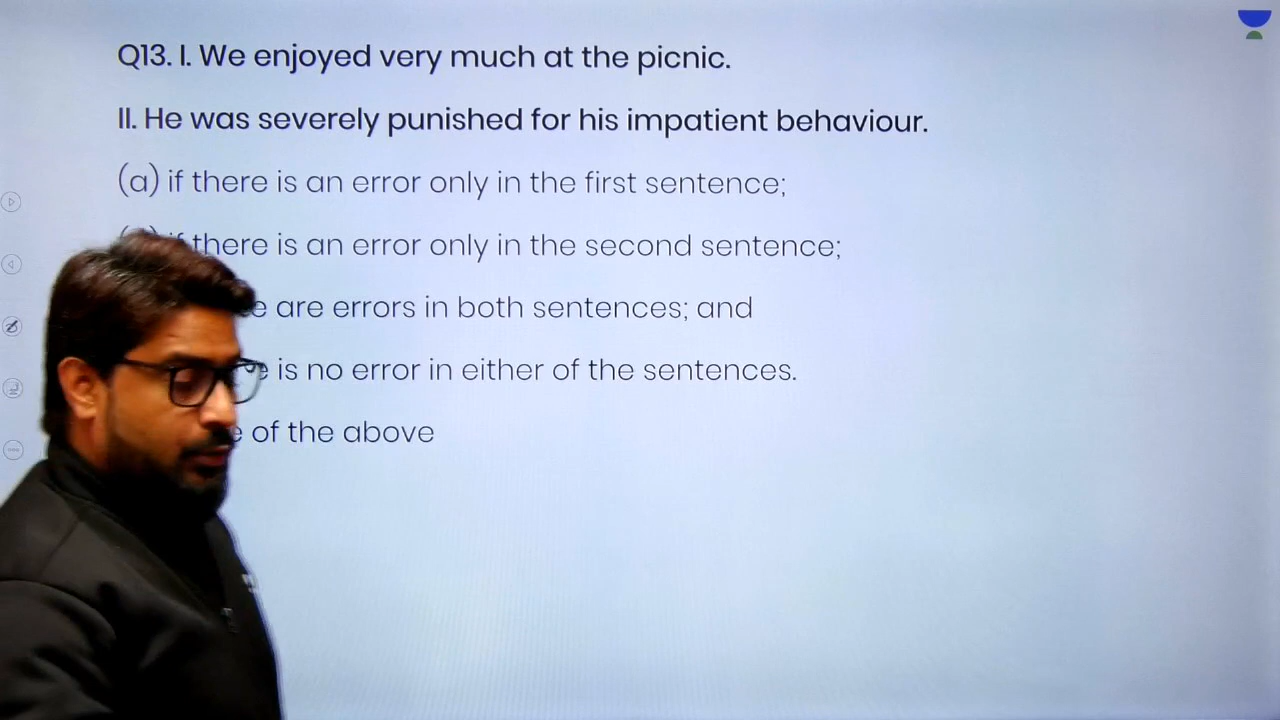 Q13. I. We enjoyed very much at the picnic.
II. He was severely punished for his impatient behaviour.
(a) if there is an error only in the first sentence;
there is an error only in the second sentence;
are errors in both sentences; and
is no error in either of the sentences.
of the above